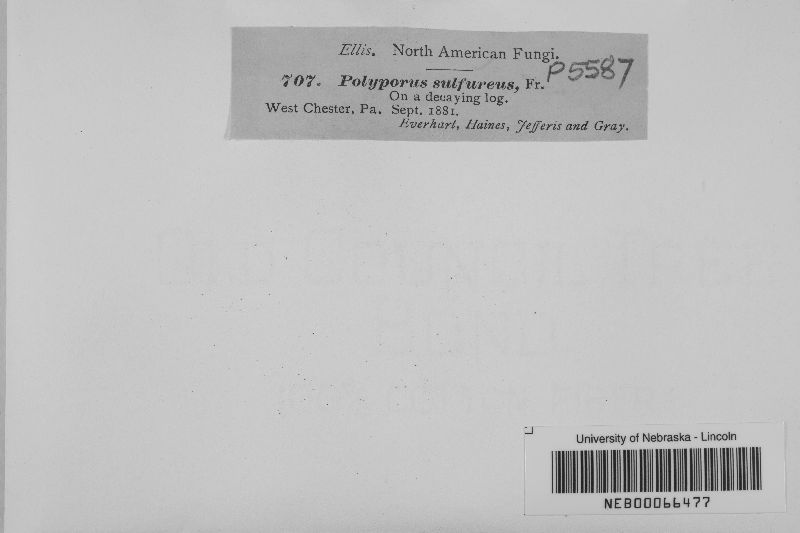 Ellis. North American Fungi.
P5587
707. Polyporus sulfureus, Fr.
On a decaying log.
West Chester, Pa. Sept. 1881.
Everhart, Haines, Jefferis and Gray.
University of Nebraska - Lincoln
NEB00066477